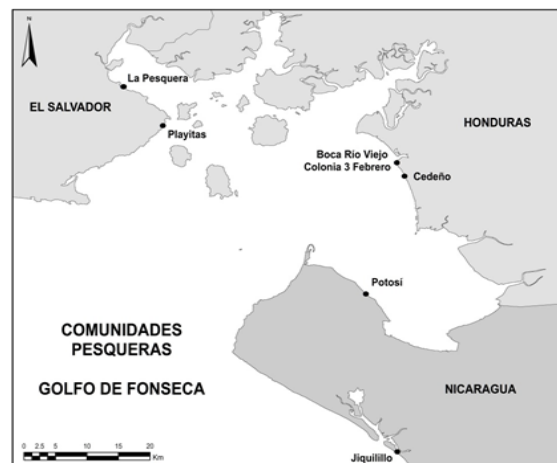 N
La Pesquera
EL SALVADOR
Playitas
HONDURAS
Boca Rio Viejo
Colonia 3 Febrero
Cedeño
Potosí
COMUNIDADES
PESQUERAS
GOLFO DE FONSECA
NICARAGUA
Jiquilillo
0 2.5 5 10 15 20
Km